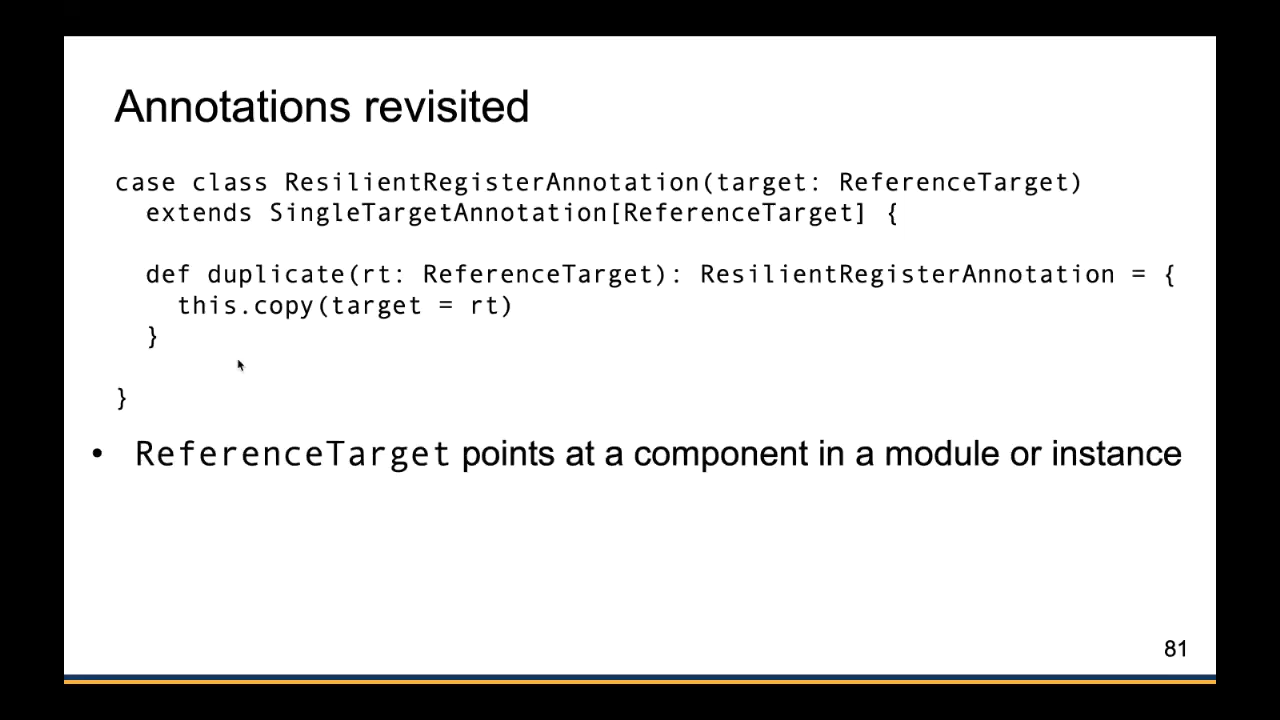 Annotations revisited
case class ResilientRegisterAnnotation(target: ReferenceTarget)
  extends SingleTargetAnnotation[ReferenceTarget] {
  def duplicate(rt: ReferenceTarget): ResilientRegisterAnnotation = {
    this.copy(target = rt)
  }
}
• ReferenceTarget points at a component in a module or instance
81